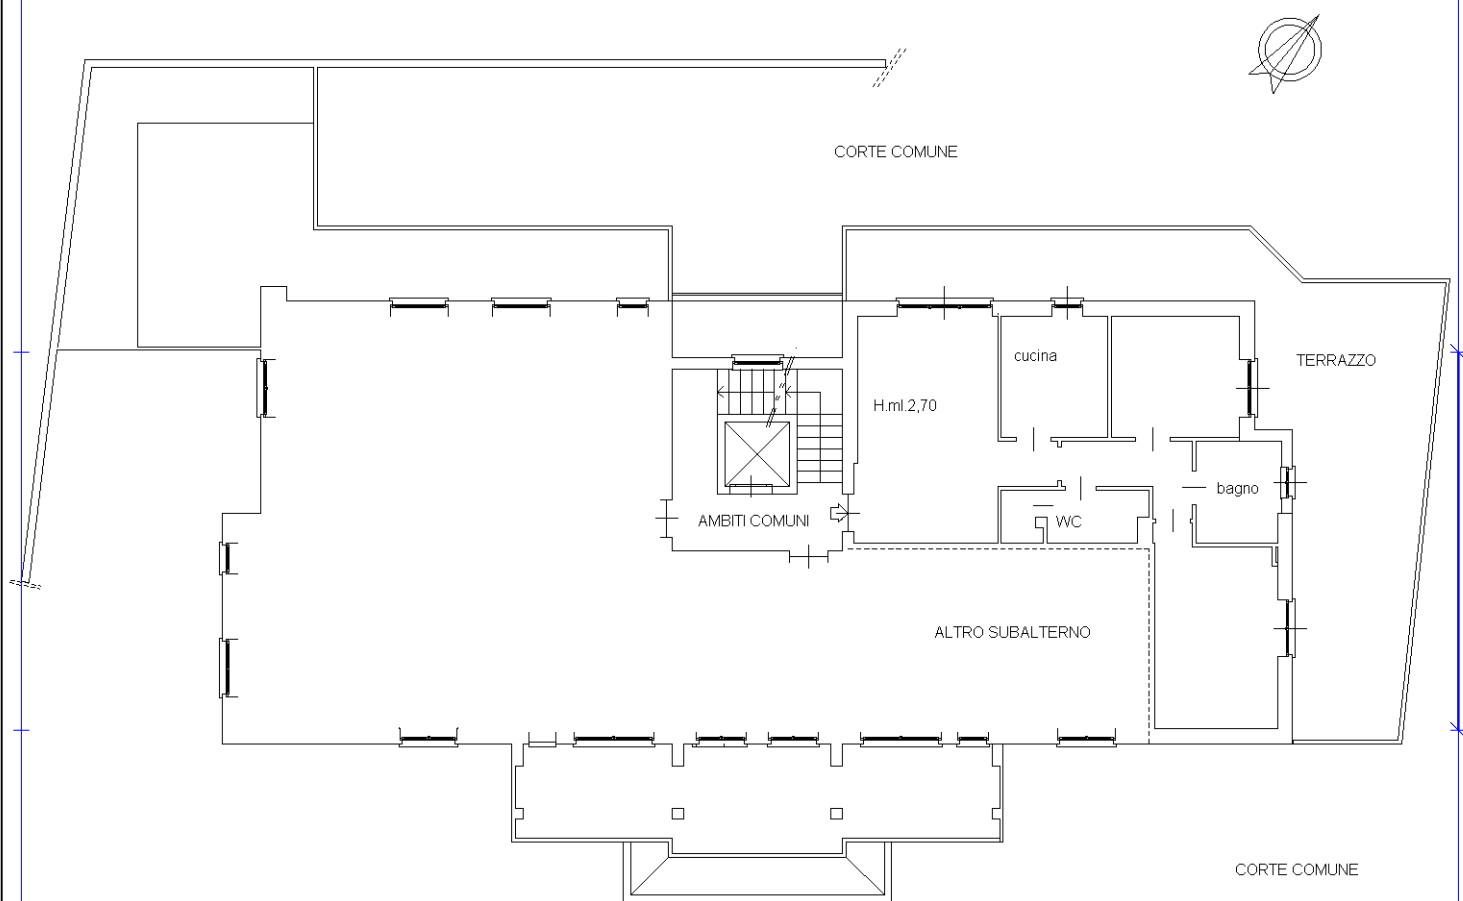 CORTE COMUNE
cucina
TERRAZZO
H.ml.2,70
bagno
AMBITI COMUNI
WC
ALTRO SUBALTERNO
CORTE COMUNE